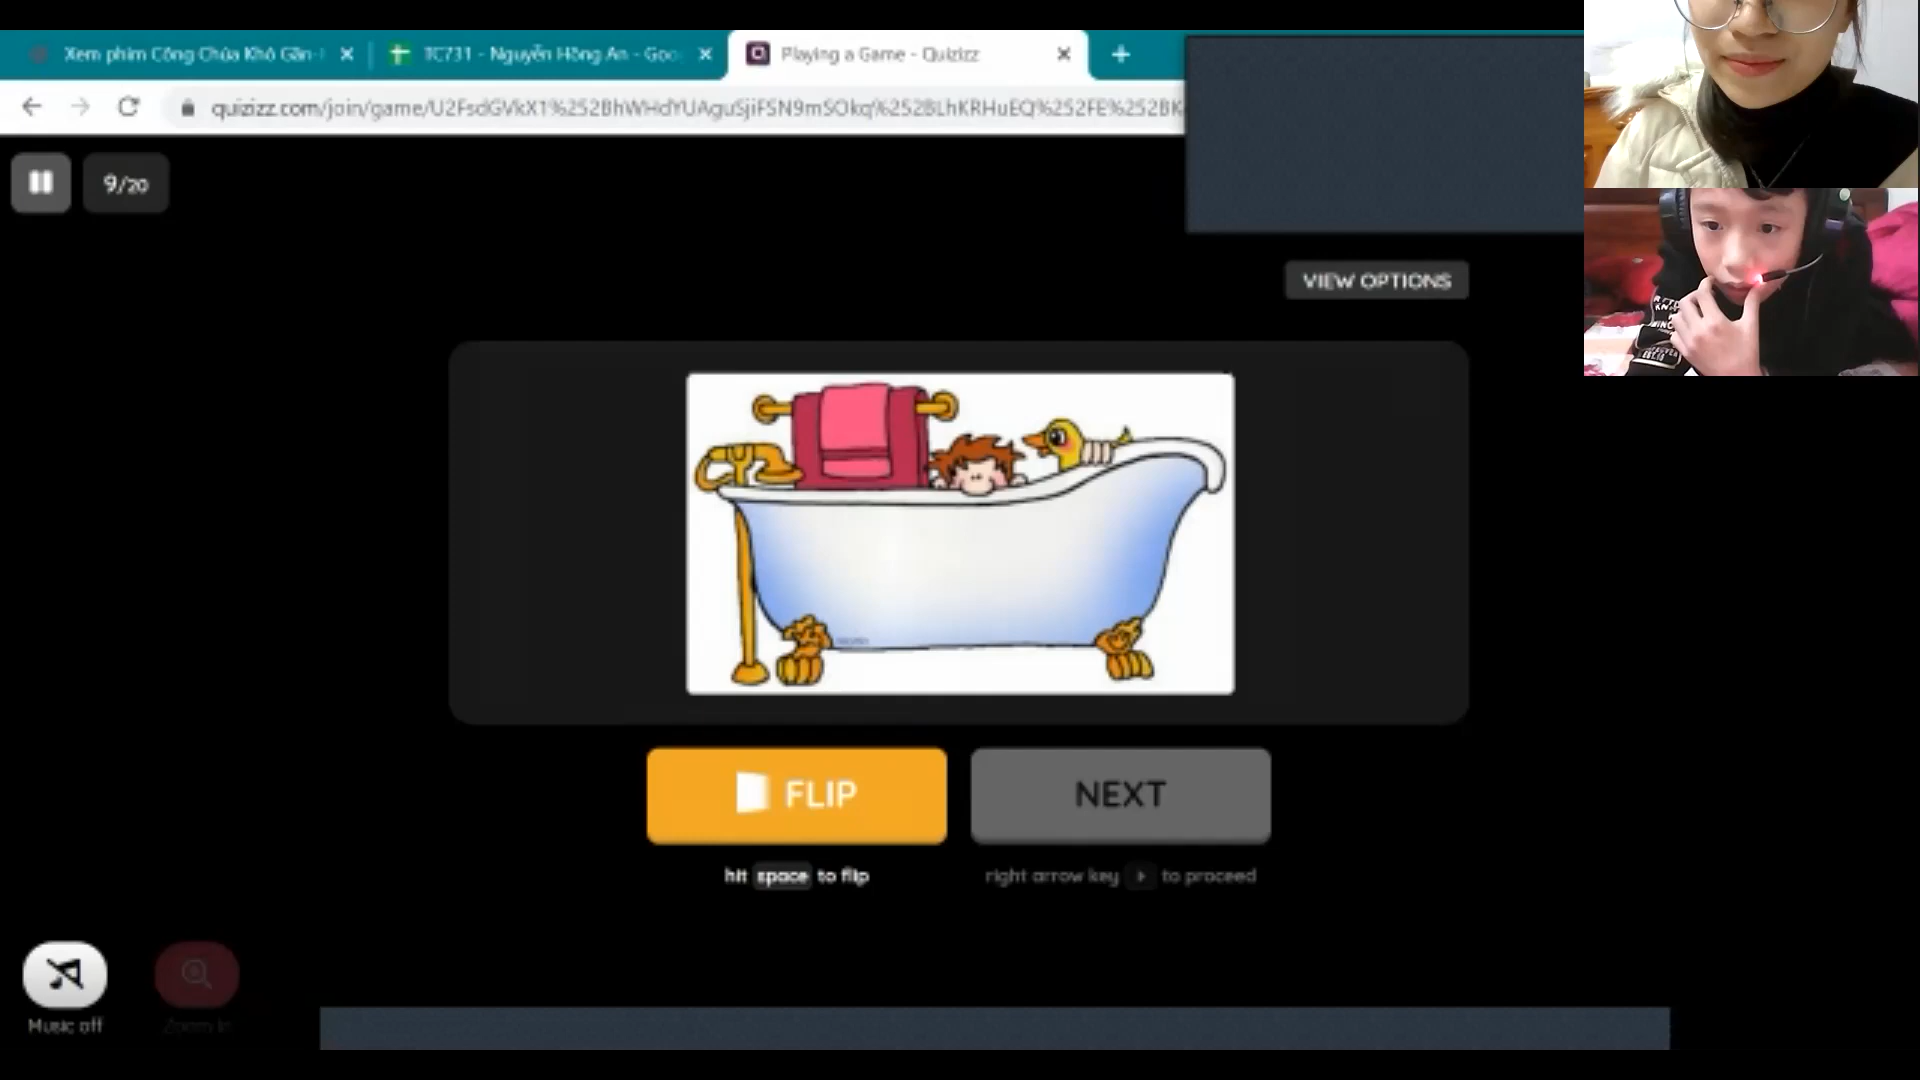 Xem phim Công Chúa Khó Gần-
TC731 - Nguyễn Hồng An - Goo
Playing a Game - Quizizz
quizizz.com/join/game/U2FsdGVkX1%252BhWHdYUAguSjiFSN9mSOkq%252BLhKRHuEQ%252FE%252BK
9/20
VIEW OPTIONS
FLIP
NEXT
hit space to flip
right arrow key to proceed
Music off
Zoom in